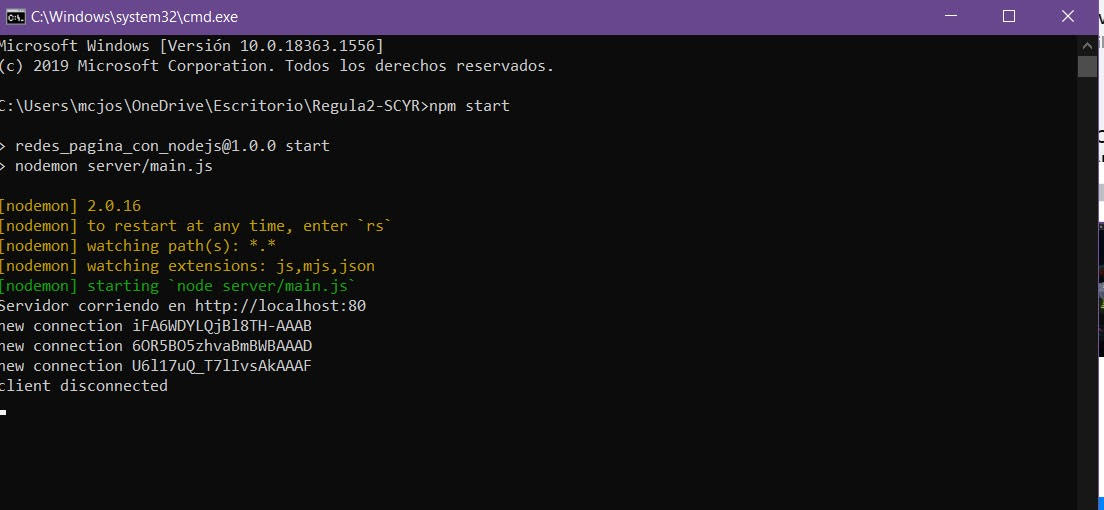 C:\Windows\system32\cmd.exe
Microsoft Windows [Versión 10.0.18363.1556]
(c) 2019 Microsoft Corporation. Todos los derechos reservados.
C:\Users\mcjos\OneDrive\Escritorio\Regula2-SCYR>npm start
> redes_pagina_con_nodejs@1.0.0 start
> nodemon server/main.js
[nodemon] 2.0.16
[nodemon] to restart at any time, enter `rs`
[nodemon] watching path(s): *.*
[nodemon] watching extensions: js,mjs,json
[nodemon] starting `node server/main.js`
Servidor corriendo en http://localhost:80
new connection iFA6WDYLQjBl8TH-AAAB
new connection 6OR5BO5zhvaBmBWBAAAD
new connection U6l17uQ_T7lIvsAkAAAF
client disconnected